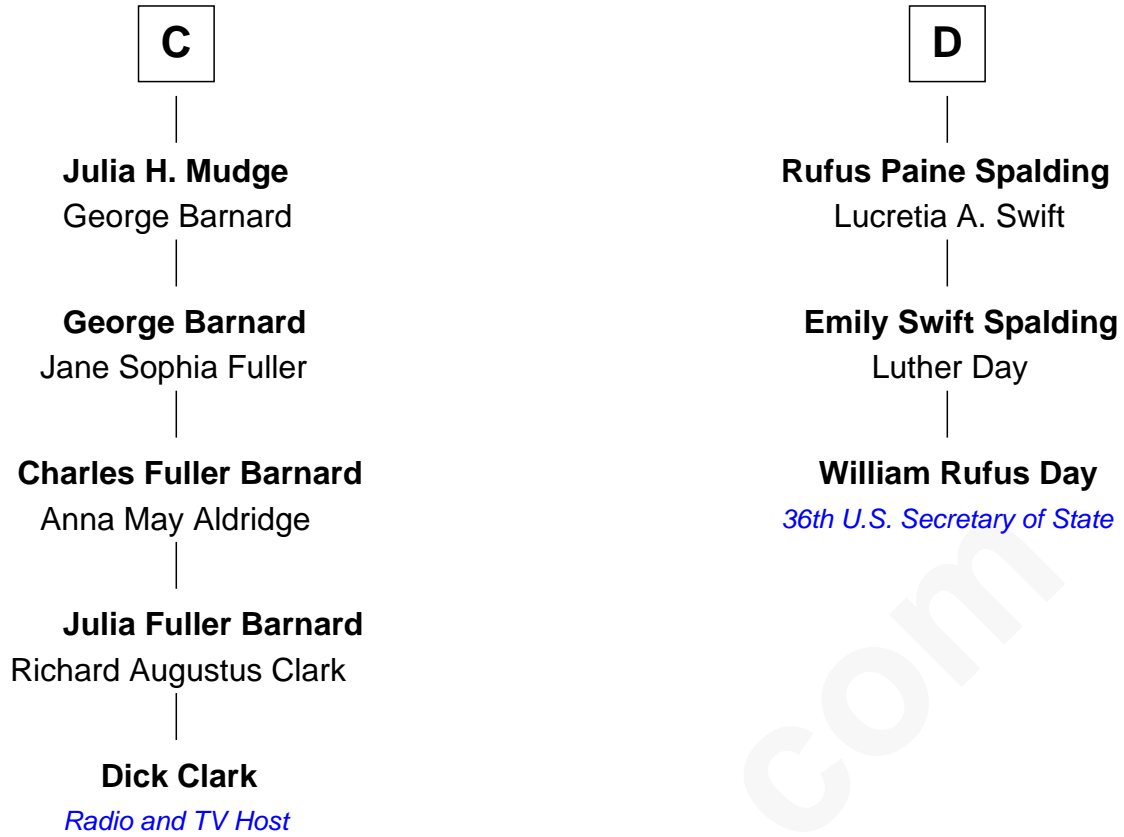 C
Julia H. Mudge
George Barnard
George Barnard
Jane Sophia Fuller
Charles Fuller Barnard
Anna May Aldridge
Julia Fuller Barnard
Richard Augustus Clark
Dick Clark
Radio and TV Host
D
Rufus Paine Spalding
Lucretia A. Swift
Emily Swift Spalding
Luther Day
William Rufus Day
36th U.S. Secretary of State
com